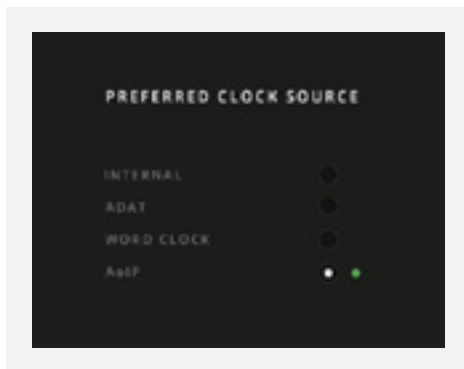 PREFERRED CLOCK SOURCE
INTERNAL
ADAT
WORD CLOCK
AoIP